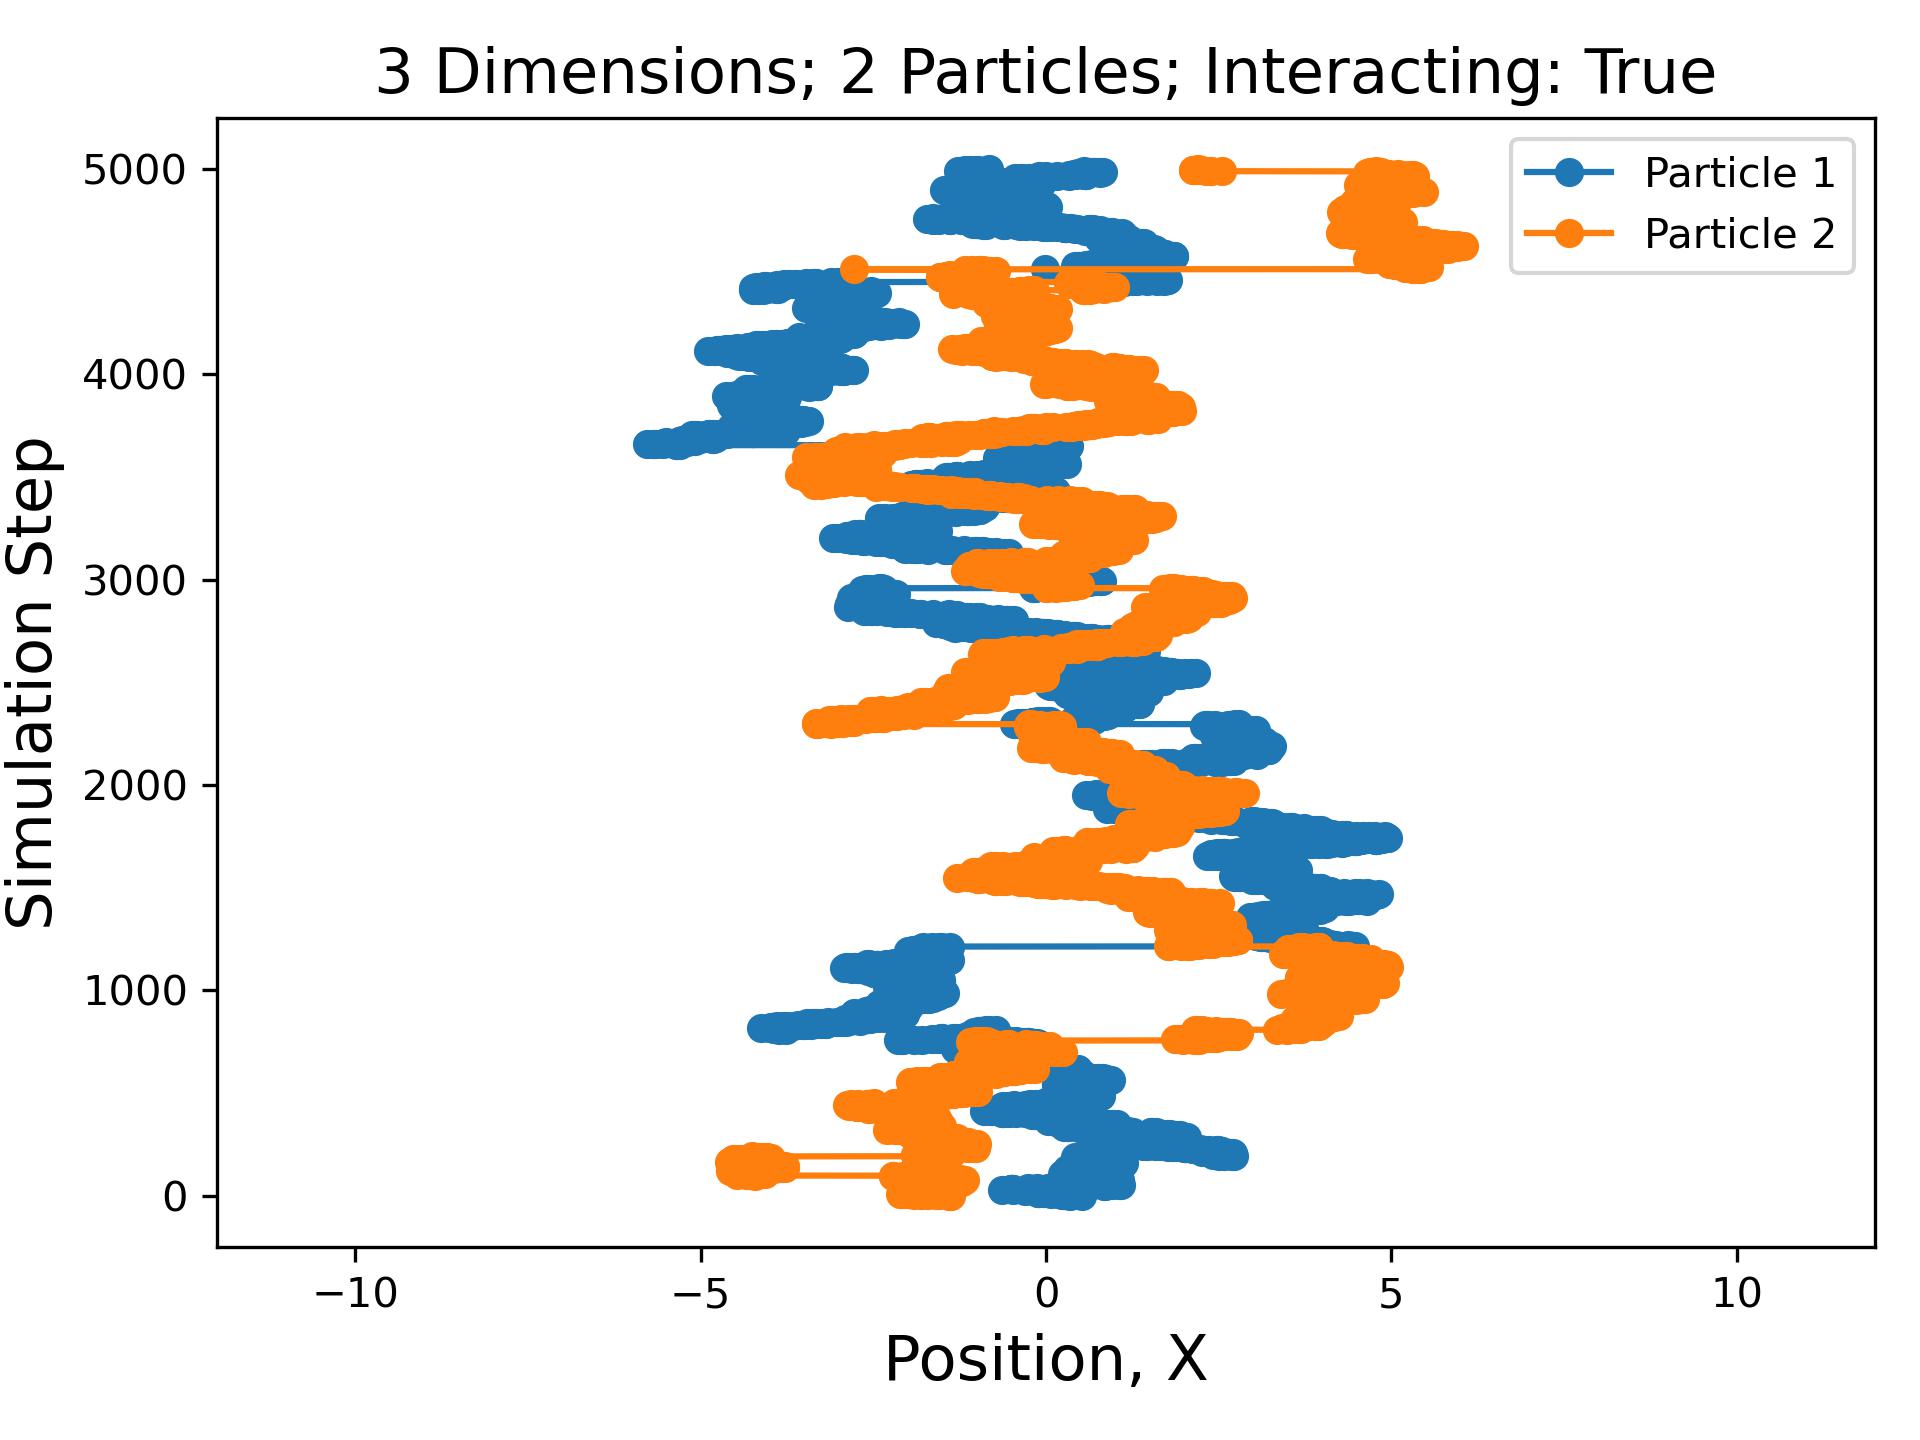 3 Dimensions; 2 Particles; Interacting: True
Particle 1
Particle 2
5000
4000
3000
2000
1000
0
Simulation Step
−10
−5
0
5
10
Position, X